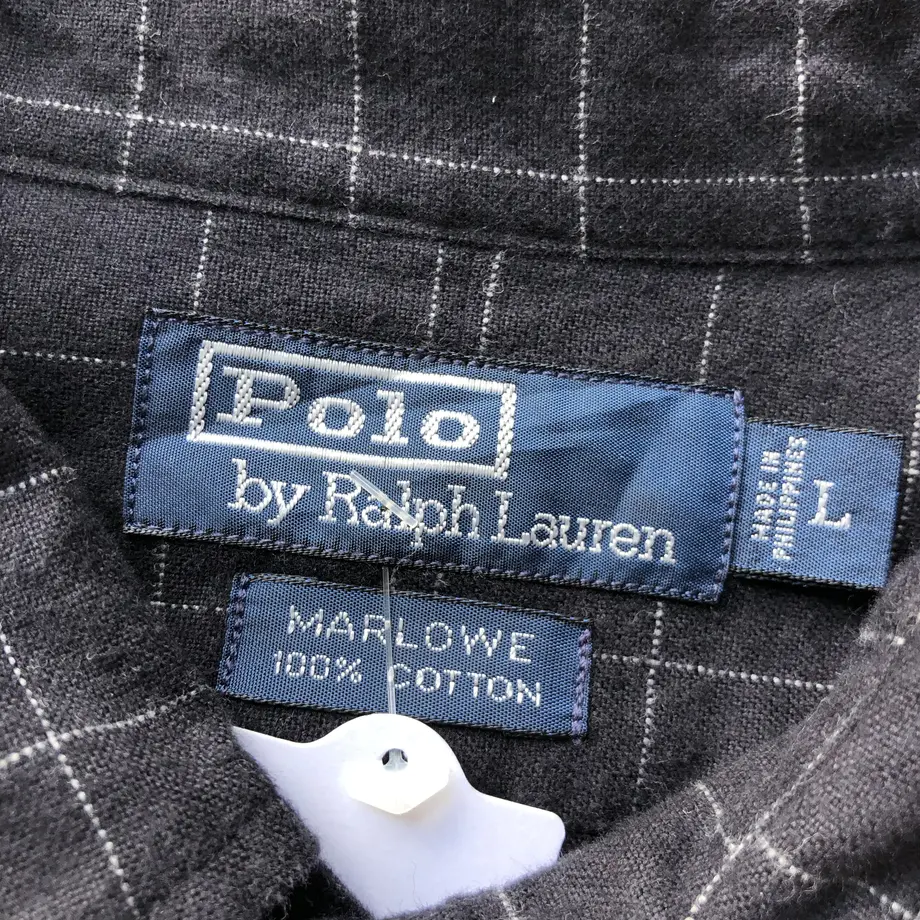 Polo
by Ralph Lauren
MADE IN
PHILIPPINES
L
MARLOWE
100% COTTON